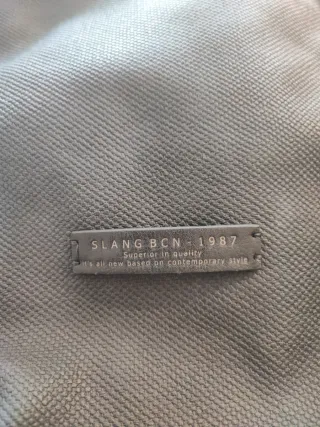 SLANG BCN - 1987
Superior in quality
It's all new based on contemporary style